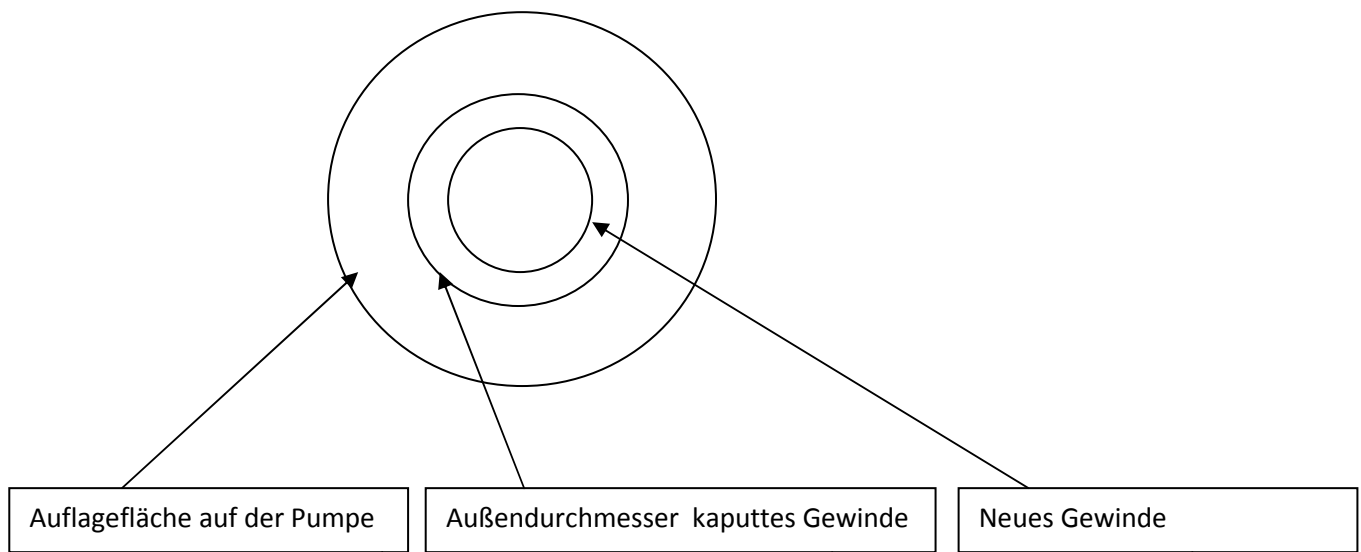 Auflagefläche auf der Pumpe
Außendurchmesser kaputtes Gewinde
Neues Gewinde